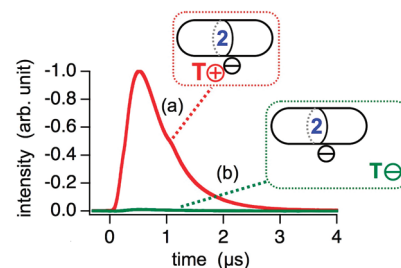 2
T⊕
⊖
-1.0
(a)
-0.8
2
-0.6
⊖
-0.4
(b)
T⊖
-0.2
0.0
intensity (arb. unit)
0 1 2 3 4
time (μs)